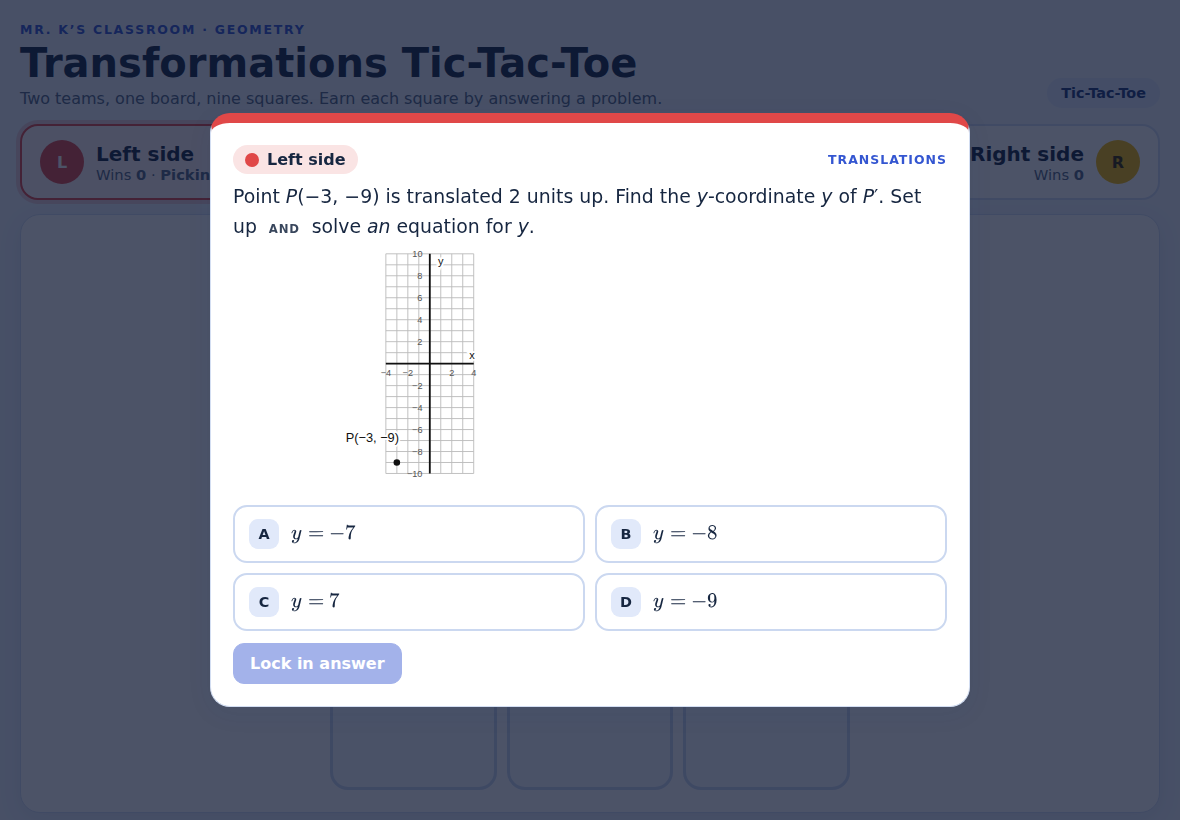 MR. K'S CLASSROOM · GEOMETRY
Transformations Tic-Tac-Toe
Two teams, one board, nine squares. Earn each square by answering a problem.
Tic-Tac-Toe
L
Left side
Wins 0 · Pickin
Right side
Wins 0
R
Left side
TRANSLATIONS
Point P(−3, −9) is translated 2 units up. Find the y-coordinate y of P′. Set
up AND solve an equation for y.
10
y
8
6
4
2
x
−4 −2 2 4
−2
−4
−6
P(−3, −9)
−8
−10
A y = −7
B y = −8
C y = 7
D y = −9
Lock in answer